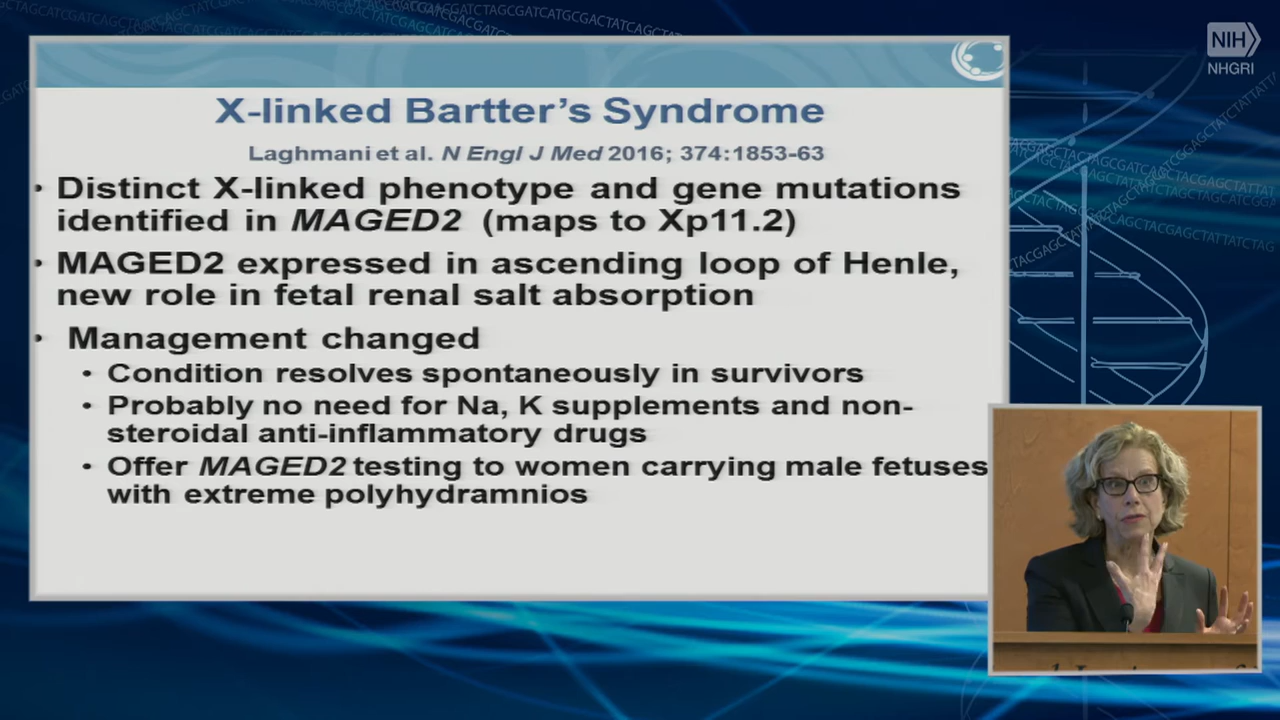 NIH
NHGRI
X-linked Bartter's Syndrome
Laghmani et al. N Engl J Med 2016; 374:1853-63
• Distinct X-linked phenotype and gene mutations
identified in MAGED2 (maps to Xp11.2)
• MAGED2 expressed in ascending loop of Henle,
new role in fetal renal salt absorption
• Management changed
• Condition resolves spontaneously in survivors
• Probably no need for Na, K supplements and non-
steroidal anti-inflammatory drugs
• Offer MAGED2 testing to women carrying male fetuses
with extreme polyhydramnios